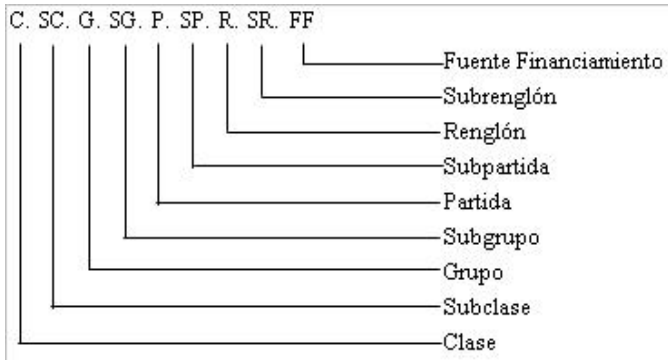 C. SC. G. SG. P. SP. R. SR. FF
Fuente Financiamiento
Subrenglón
Renglón
Subpartida
Partida
Subgrupo
Grupo
Subclase
Clase